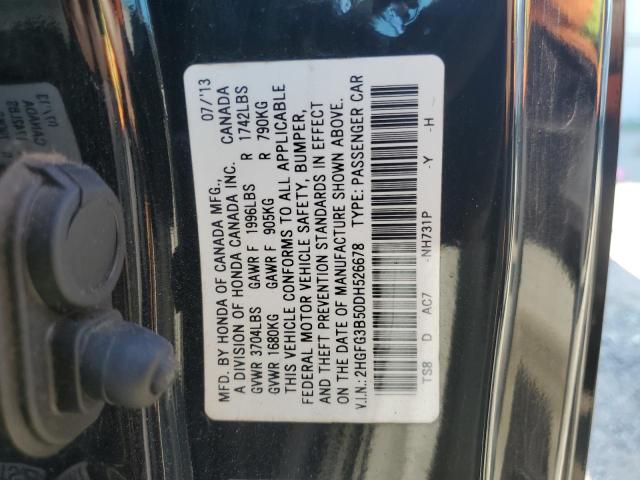 MFD. BY HONDA OF CANADA MFG., 07/'13
A DIVISION OF HONDA CANADA INC. CANADA
GVWR 3704LBS GAWR F 1996LBS R 1742LBS
GVWR 1680KG GAWR F 905KG R 790KG
THIS VEHICLE CONFORMS TO ALL APPLICABLE
FEDERAL MOTOR VEHICLE SAFETY, BUMPER,
AND THEFT PREVENTION STANDARDS IN EFFECT
ON THE DATE OF MANUFACTURE SHOWN ABOVE.
V.I.N.: 2HGFG3B50DH526678 TYPE: PASSENGER CAR
TS8 D AC7 -NH731P -Y -H